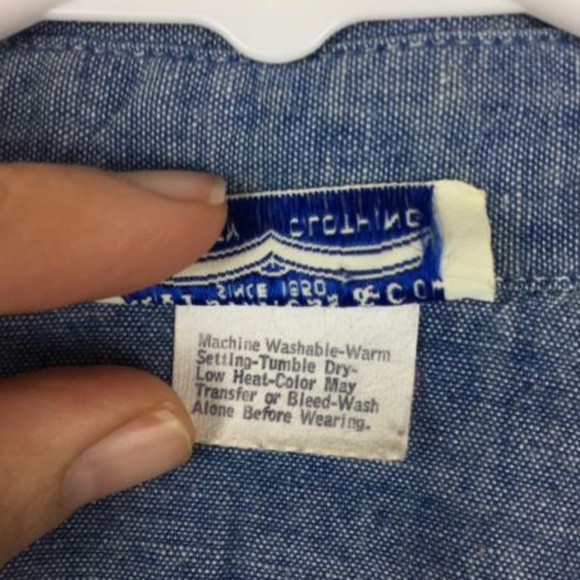 CLOTHING
SINCE
& CO
Machine Washable-Warm
Setting-Tumble Dry-
Low Heat-Color May
Transfer or Bleed-Wash
Alone Before Wearing.